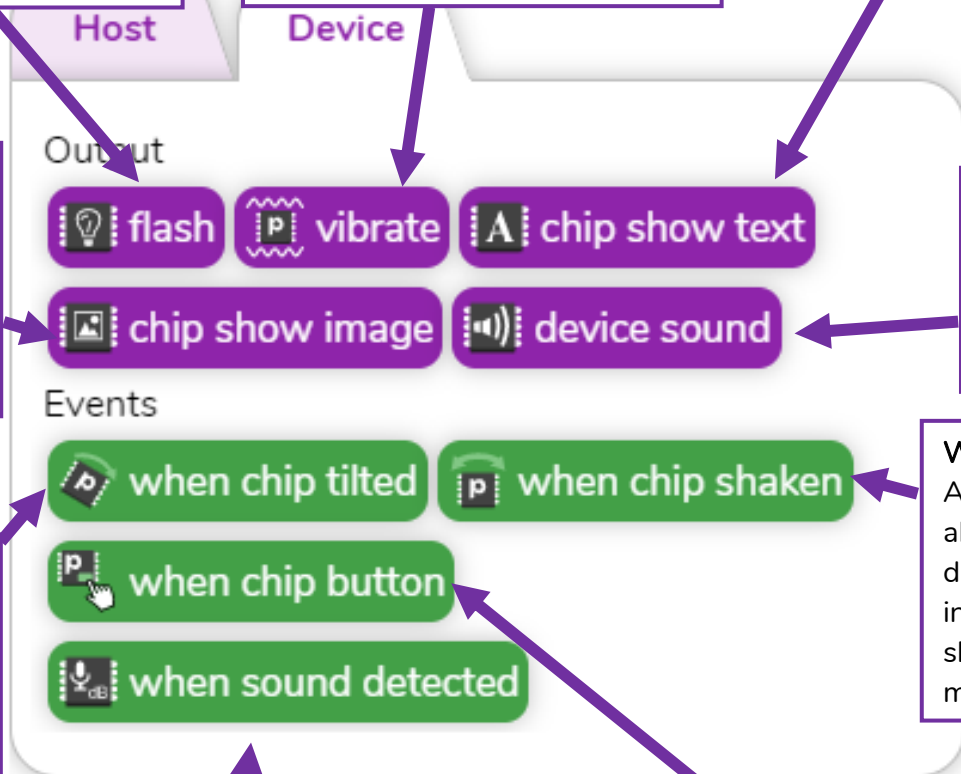 Host Device
Output
flash vibrate A chip show text
chip show image device sound
Events
p when chip tilted p when chip shaken
p when chip button
dB when sound detected